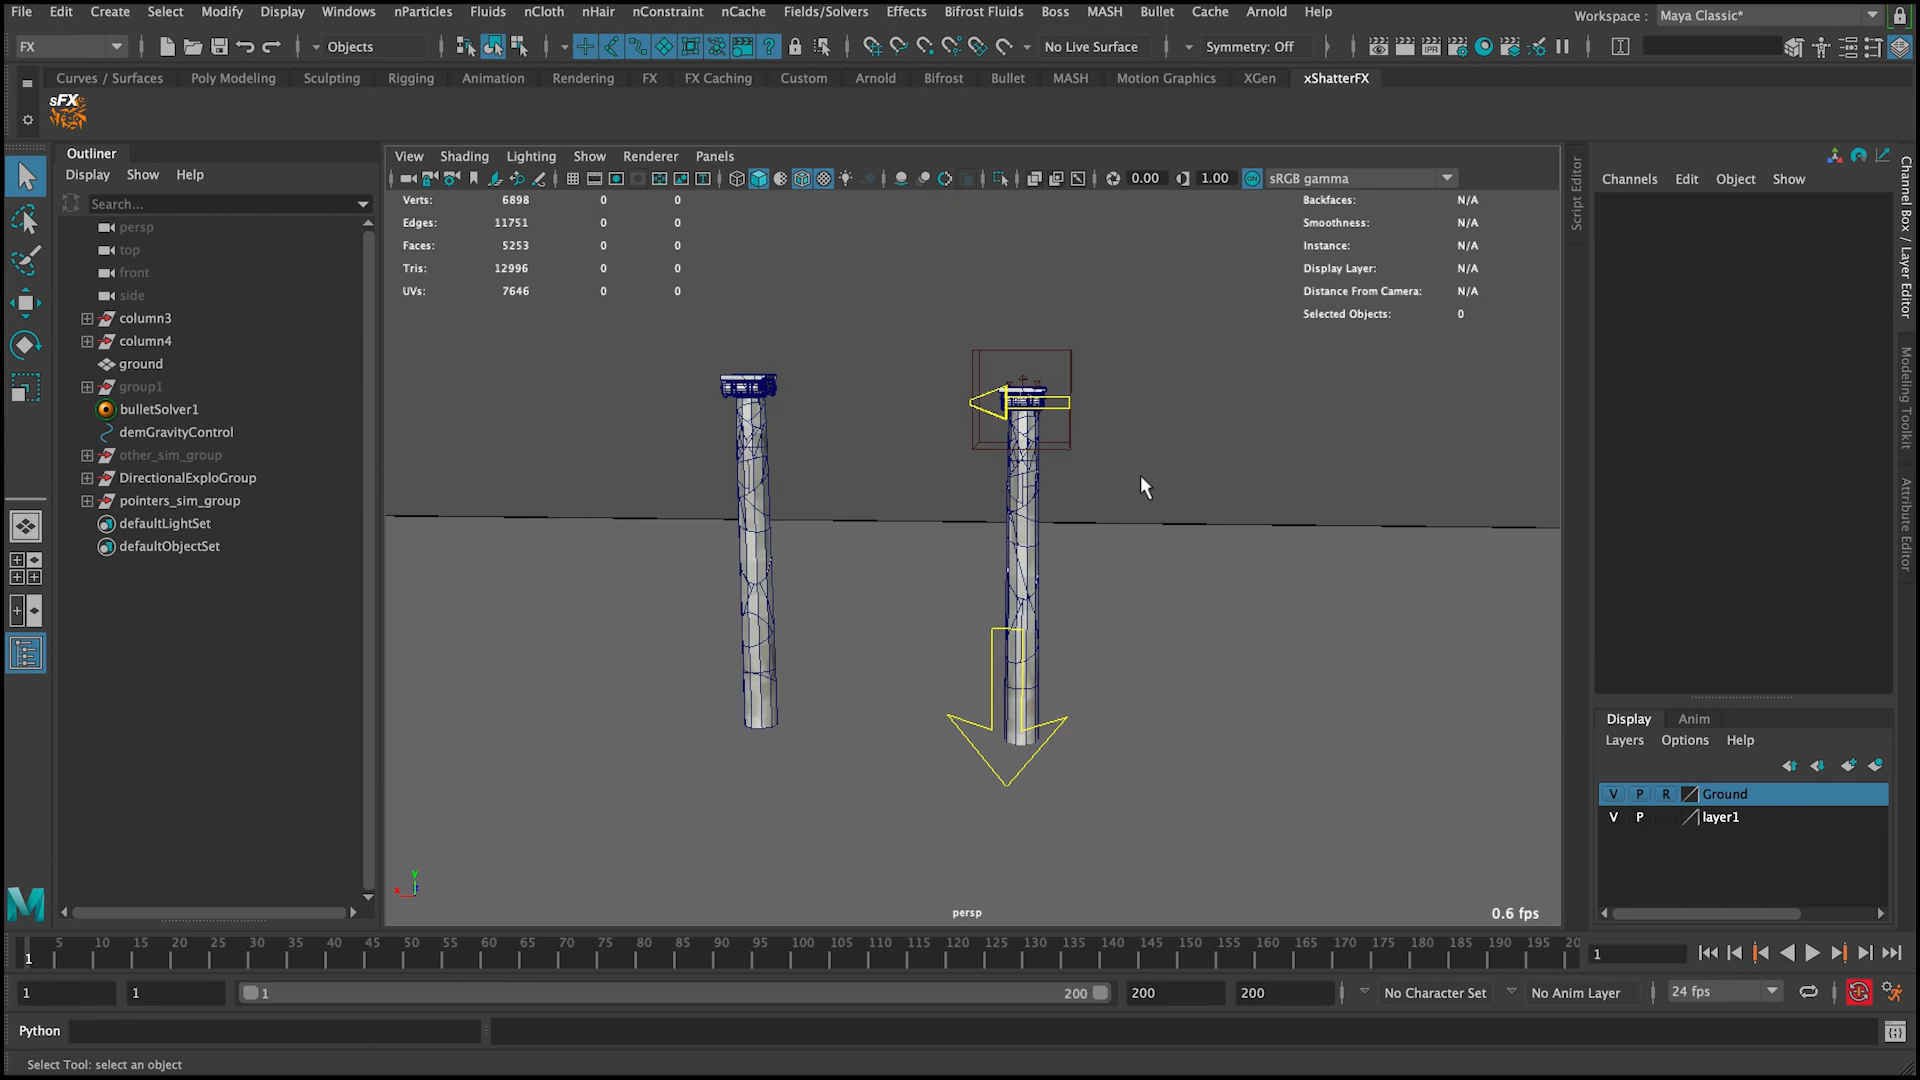 File Edit Create Select Modify Display Windows nParticles Fluids nCloth nHair nConstraint nCache Fields/Solvers Effects Bifrost Fluids Boss MASH Bullet Cache Arnold Help Workspace : Maya Classic*
FX Objects No Live Surface Symmetry: Off
Curves / Surfaces Poly Modeling Sculpting Rigging Animation Rendering FX FX Caching Custom Arnold Bifrost Bullet MASH Motion Graphics XGen xShatterFX
sFX
Outliner
Display Show Help
Search...
persp
top
front
side
column3
column4
ground
group1
bulletSolver1
demGravityControl
other_sim_group
DirectionalExploGroup
pointers_sim_group
defaultLightSet
defaultObjectSet
View Shading Lighting Show Renderer Panels
0.00 1.00 ON sRGB gamma
Verts: 6898 0 0
Edges: 11751 0 0
Faces: 5253 0 0
Tris: 12996 0 0
UVs: 7646 0 0
Backfaces: N/A
Smoothness: N/A
Instance: N/A
Display Layer: N/A
Distance From Camera: N/A
Selected Objects: 0
y
x
persp
0.6 fps
Script Editor
Channels Edit Object Show
Channel Box / Layer Editor
Modeling Toolkit
Attribute Editor
Display Anim
Layers Options Help
V P R Ground
V P layer1
5 10 15 20 25 30 35 40 45 50 55 60 65 70 75 80 85 90 95 100 105 110 115 120 125 130 135 140 145 150 155 160 165 170 175 180 185 190 195 20
1
1
1 1 1 200 200 200 No Character Set No Anim Layer 24 fps
Python
Select Tool: select an object